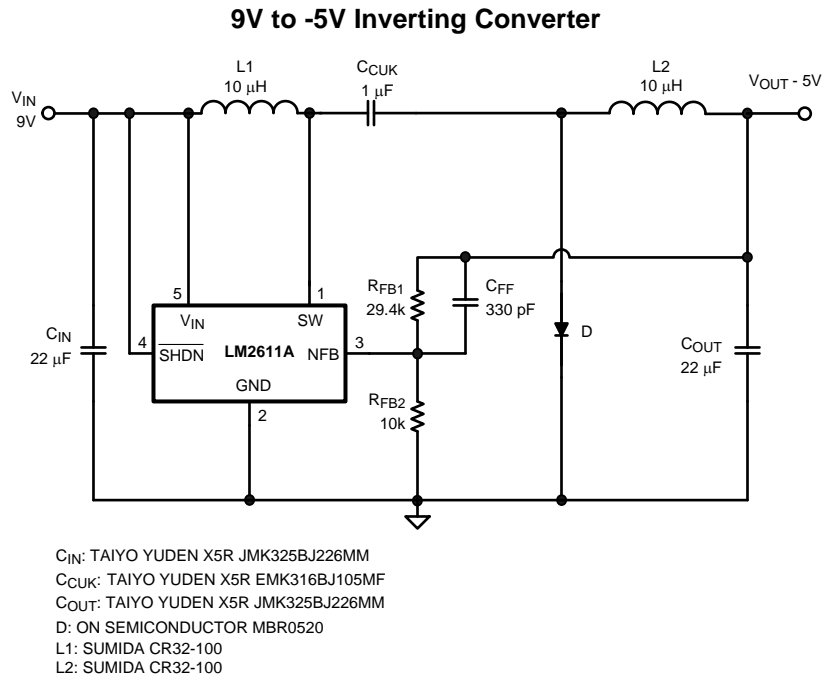 9V to -5V Inverting Converter
L1
10 μH
CCUK
1 μF
L2
10 μH
VOUT - 5V
VIN
9V
RFB1
29.4k
CFF
330 pF
5
1
VIN
SW
CIN
22 μF
4
SHDN
LM2611A
NFB
3
D
COUT
22 μF
GND
2
RFB2
10k
CIN: TAIYO YUDEN X5R JMK325BJ226MM
CCUK: TAIYO YUDEN X5R EMK316BJ105MF
COUT: TAIYO YUDEN X5R JMK325BJ226MM
D: ON SEMICONDUCTOR MBR0520
L1: SUMIDA CR32-100
L2: SUMIDA CR32-100